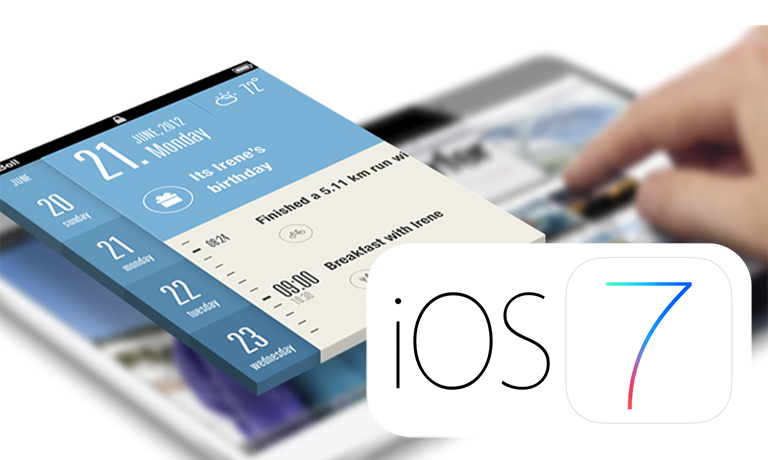 Bell
72°
JUNE, 2012
21. Monday
JUNE
Its Irene's
birthday
20
sunday
Finished a 5.11 km run wi
08:24
21
monday
Breakfast with Irene
09:00
10:30
22
tuesday
23
wednesday
iOS 7